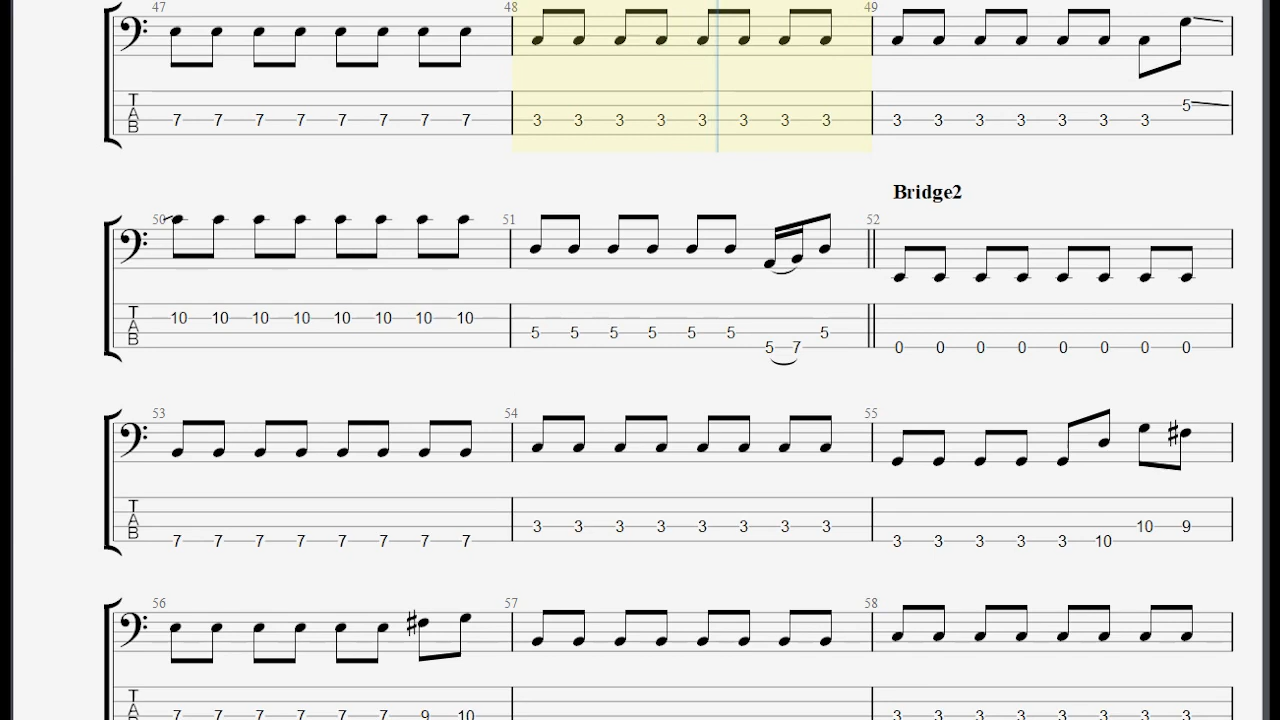 47 48 49
T A B 7 7 7 7 7 7 7 7 3 3 3 3 3 3 3 3 3 3 3 3 3 3 3 5
Bridge2
50 51 52
T A B 10 10 10 10 10 10 10 10 5 5 5 5 5 5 5 7 5 0 0 0 0 0 0 0 0
53 54 55
T A B 7 7 7 7 7 7 7 7 3 3 3 3 3 3 3 3 3 3 3 3 3 10 10 9
56 57 58
T 7 7 7 7 7 7 9 10 3 3 3 3 3 3 3 3